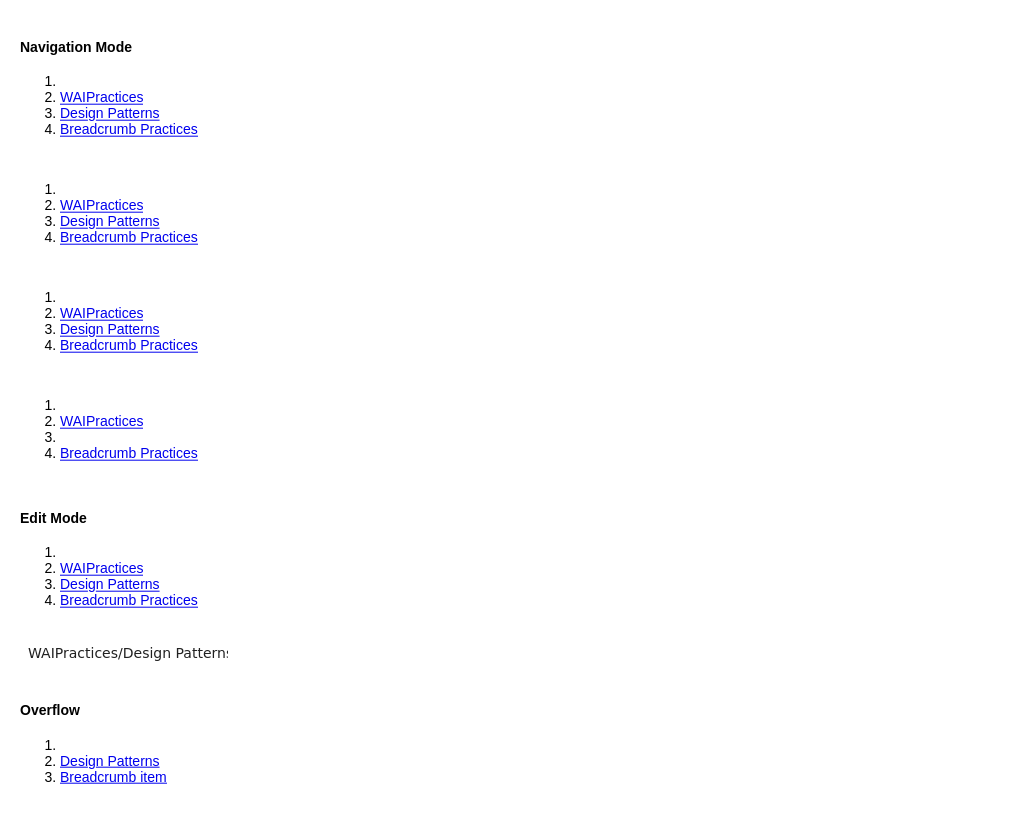 Navigation Mode
1.
2. WAIPractices
3. Design Patterns
4. Breadcrumb Practices
1.
2. WAIPractices
3. Design Patterns
4. Breadcrumb Practices
1.
2. WAIPractices
3. Design Patterns
4. Breadcrumb Practices
1.
2. WAIPractices
3.
4. Breadcrumb Practices
Edit Mode
1.
2. WAIPractices
3. Design Patterns
4. Breadcrumb Practices
WAIPractices/Design Patterns
Overflow
1.
2. Design Patterns
3. Breadcrumb item